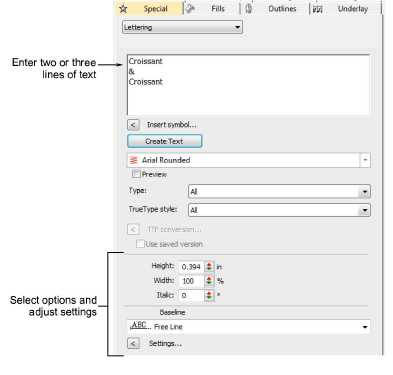 Special Fills Outlines Underlay
Lettering
Enter two or three
lines of text
Croissant
&
Croissant
< Insert symbol...
Create Text
Arial Rounded
Preview
Type: All
TrueType style: All
< TTF conversion...
Use saved version
Select options and
adjust settings
Height: 0.394 in
Width: 100 %
Italic: 0 °
Baseline
ABC... Free Line
< Settings...